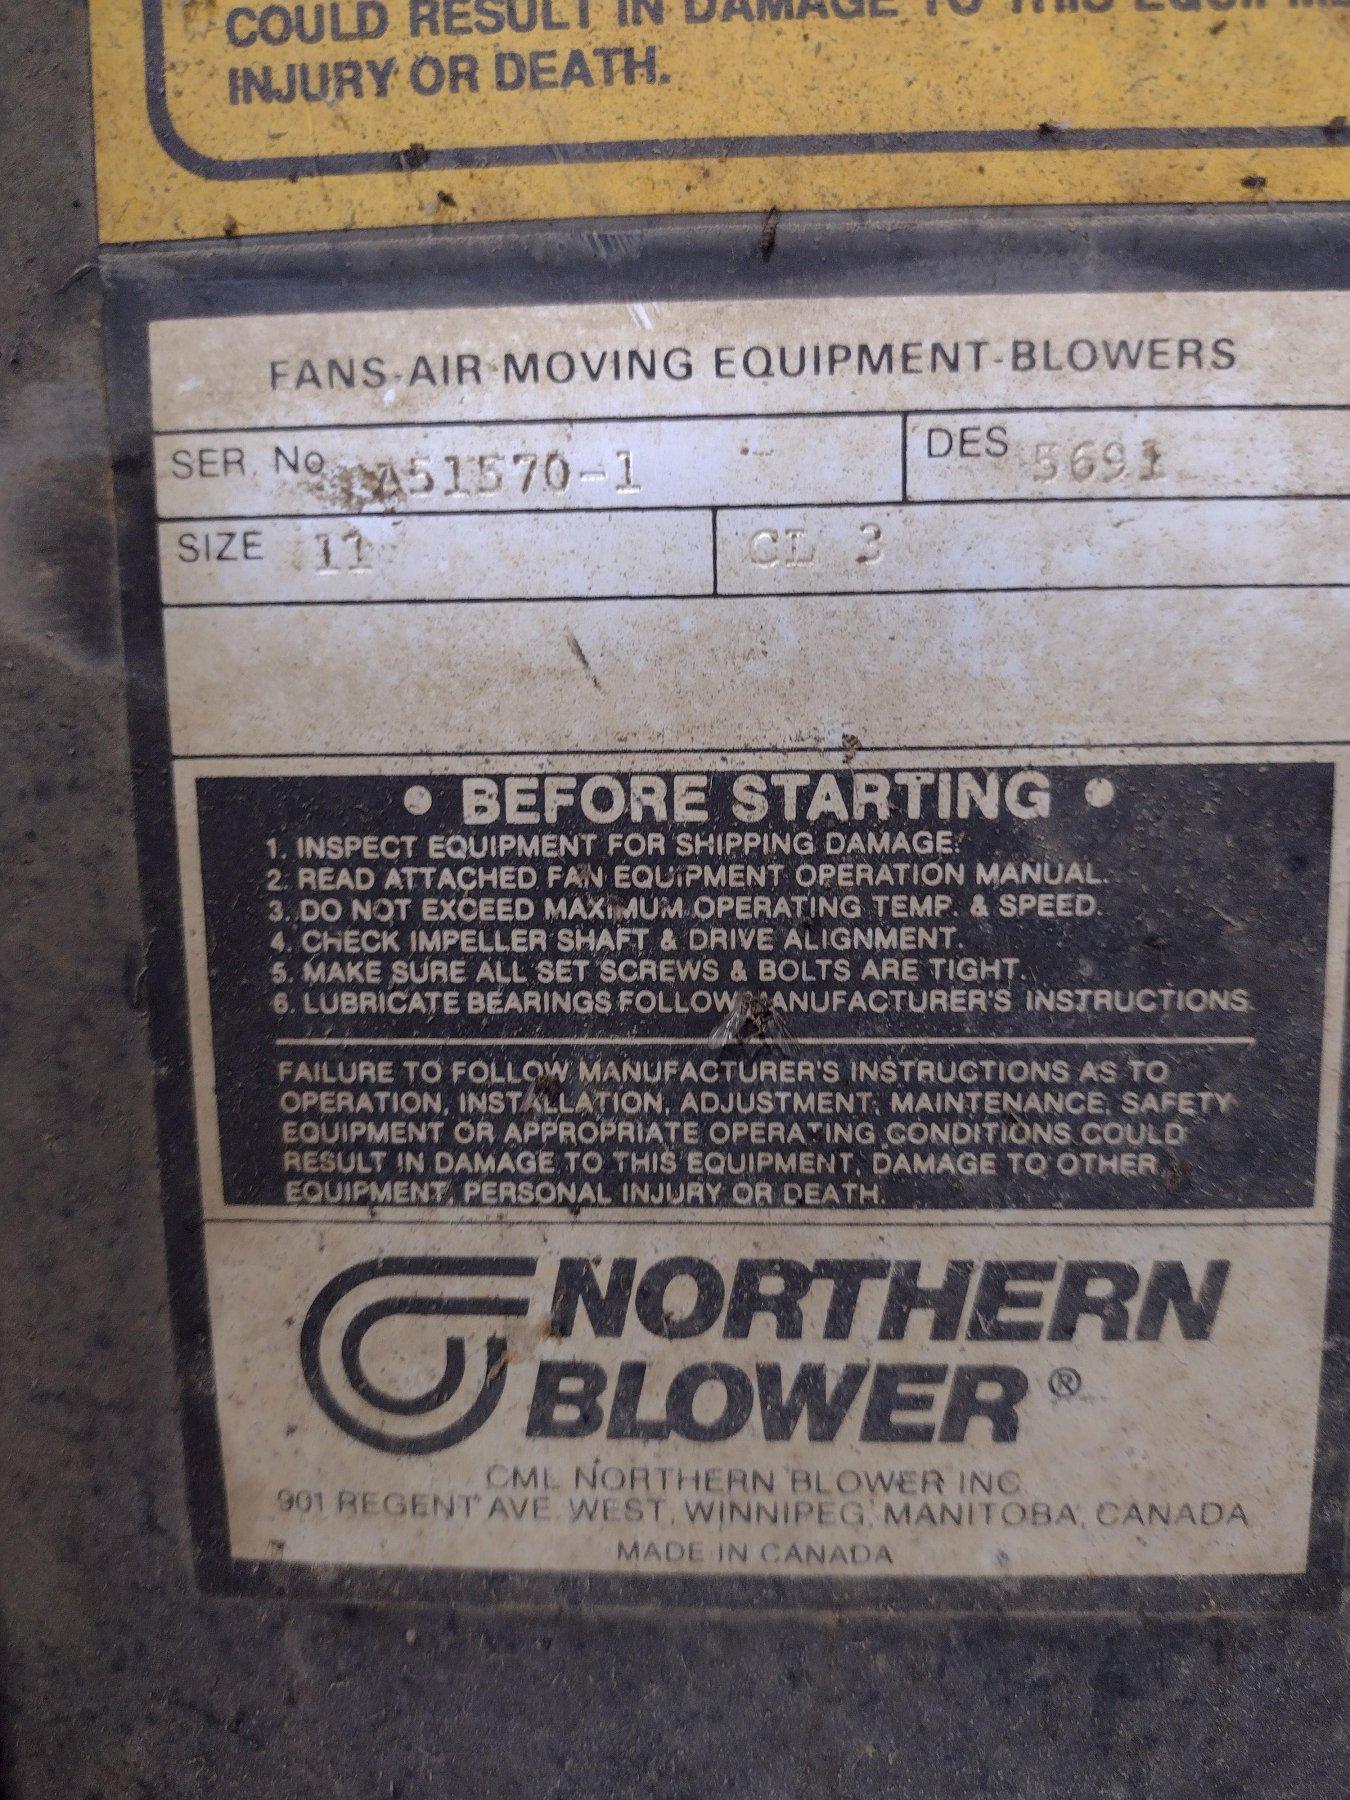 COULD RESULT IN DAMAGE TO THIS EQUIPME
INJURY OR DEATH.
FANS-AIR-MOVING EQUIPMENT-BLOWERS
SER. No A51570-1 DES 5691
SIZE 11 CL 3
• BEFORE STARTING •
1. INSPECT EQUIPMENT FOR SHIPPING DAMAGE.
2. READ ATTACHED FAN EQUIPMENT OPERATION MANUAL.
3. DO NOT EXCEED MAXIMUM OPERATING TEMP. & SPEED.
4. CHECK IMPELLER SHAFT & DRIVE ALIGNMENT.
5. MAKE SURE ALL SET SCREWS & BOLTS ARE TIGHT.
6. LUBRICATE BEARINGS FOLLOW MANUFACTURER'S INSTRUCTIONS.
FAILURE TO FOLLOW MANUFACTURER'S INSTRUCTIONS AS TO
OPERATION, INSTALLATION, ADJUSTMENT, MAINTENANCE, SAFETY
EQUIPMENT OR APPROPRIATE OPERATING CONDITIONS COULD
RESULT IN DAMAGE TO THIS EQUIPMENT, DAMAGE TO OTHER
EQUIPMENT, PERSONAL INJURY OR DEATH.
NORTHERN
BLOWER®
CML NORTHERN BLOWER INC.
901 REGENT AVE. WEST, WINNIPEG, MANITOBA, CANADA
MADE IN CANADA